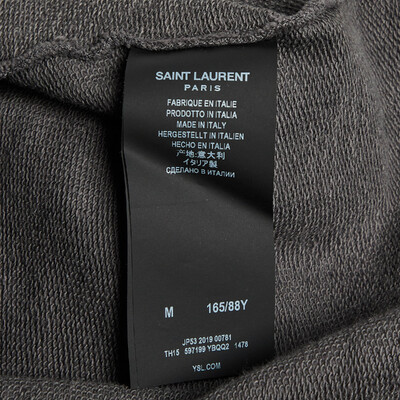 SAINT LAURENT
PARIS
FABRIQUE EN ITALIE
PRODOTTO IN ITALIA
MADE IN ITALY
HERGESTELLT IN ITALIEN
HECHO EN ITALIA
产地:意大利
イタリア製
СДЕЛАНО В ИТАЛИИ
M 165/88Y
JP53 2019 00781
TH15 597199 YBQQ2 1478
YSL.COM